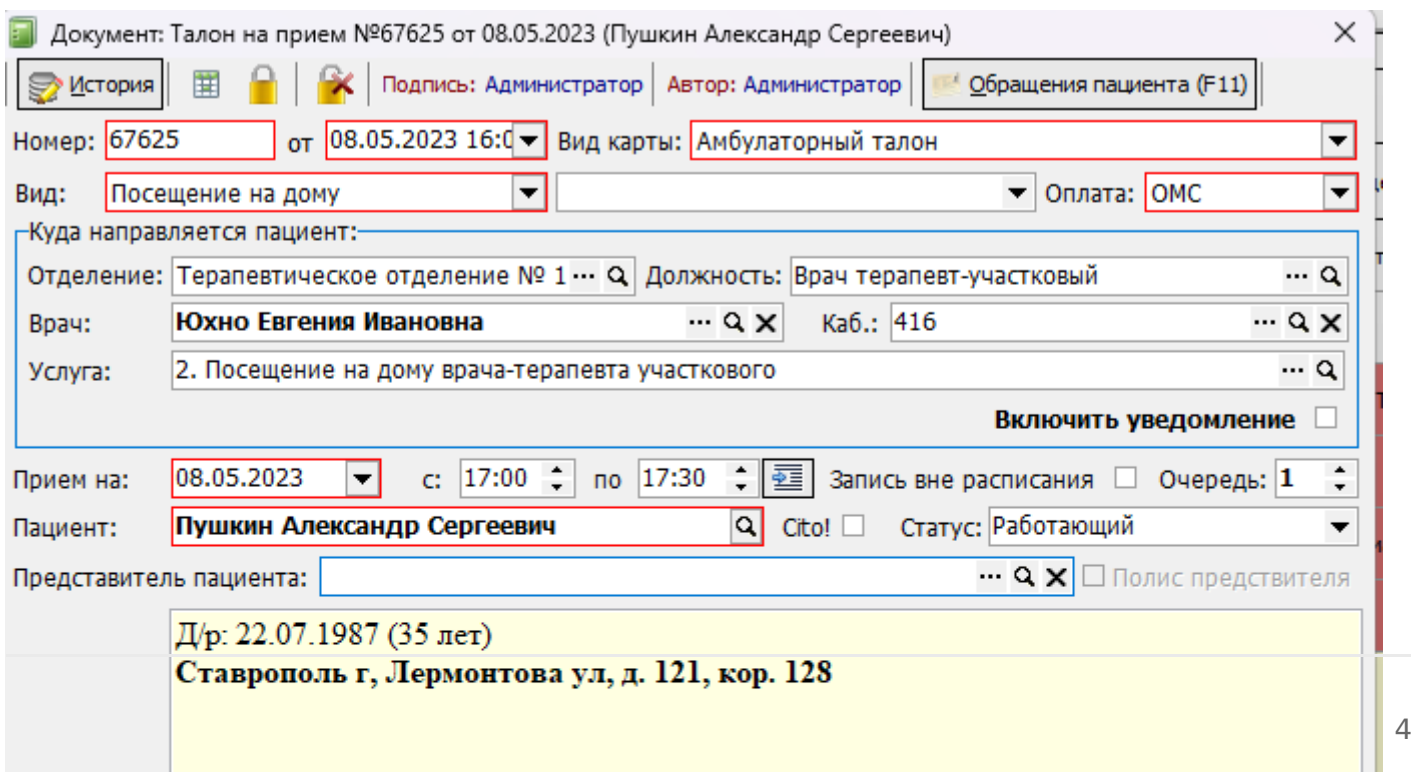 Документ: Талон на прием №67625 от 08.05.2023 (Пушкин Александр Сергеевич)
История Подпись: Администратор Автор: Администратор Обращения пациента (F11)
Номер: 67625 от 08.05.2023 16:0 Вид карты: Амбулаторный талон
Вид: Посещение на дому Оплата: ОМС
Куда направляется пациент:
Отделение: Терапевтическое отделение № 1 ... Должность: Врач терапевт-участковый ...
Врач: Юхно Евгения Ивановна ... Каб.: 416 ...
Услуга: 2. Посещение на дому врача-терапевта участкового ...
Включить уведомление
Прием на: 08.05.2023 с: 17:00 по 17:30 Запись вне расписания Очередь: 1
Пациент: Пушкин Александр Сергеевич Cito! Статус: Работающий
Представитель пациента: ... Полис предствителя
Д/р: 22.07.1987 (35 лет)
Ставрополь г, Лермонтова ул, д. 121, кор. 128
4